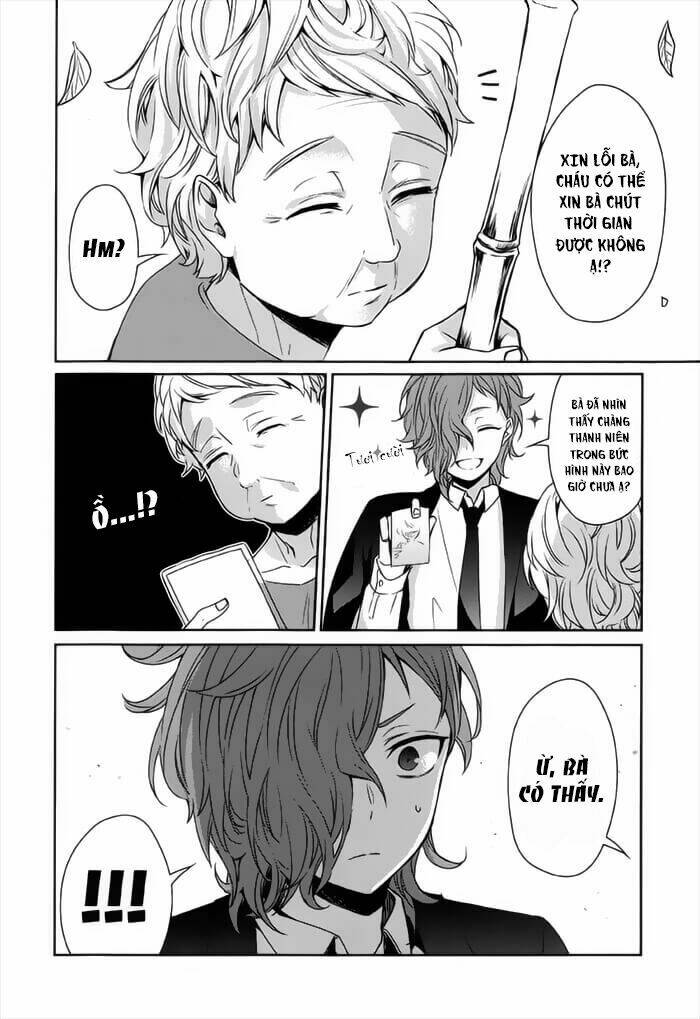 XIN LỖI BÀ,
CHÁU CÓ THỂ
XIN BÀ CHÚT
THỜI GIAN
ĐƯỢC KHÔNG
Ạ!?
HM?
BÀ ĐÃ NHÌN
THẤY CHÀNG
THANH NIÊN
TRONG BỨC
HÌNH NÀY BAO
GIỜ CHƯA Ạ?
Tươi cười
Ồ...!?
Ừ, BÀ
CÓ THẤY.
!!!